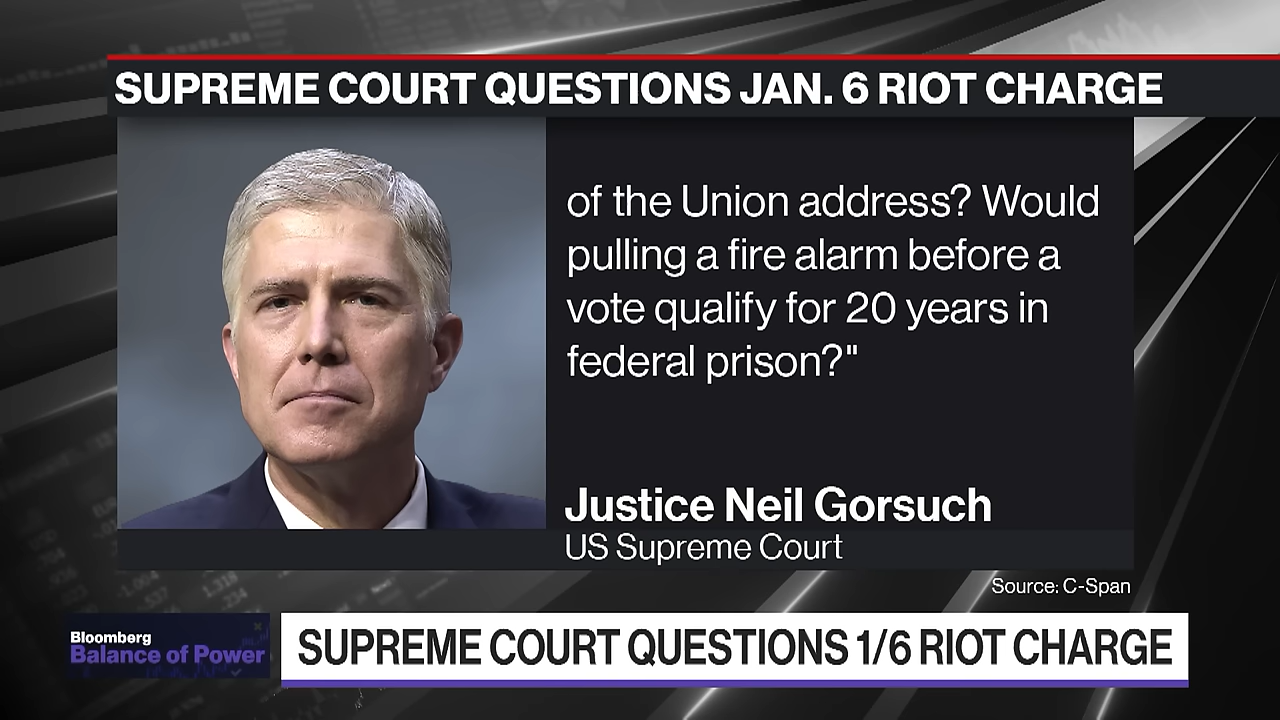 SUPREME COURT QUESTIONS JAN. 6 RIOT CHARGE
of the Union address? Would
pulling a fire alarm before a
vote qualify for 20 years in
federal prison?"
Justice Neil Gorsuch
US Supreme Court
Source: C-Span
Bloomberg
Balance of Power
SUPREME COURT QUESTIONS 1/6 RIOT CHARGE